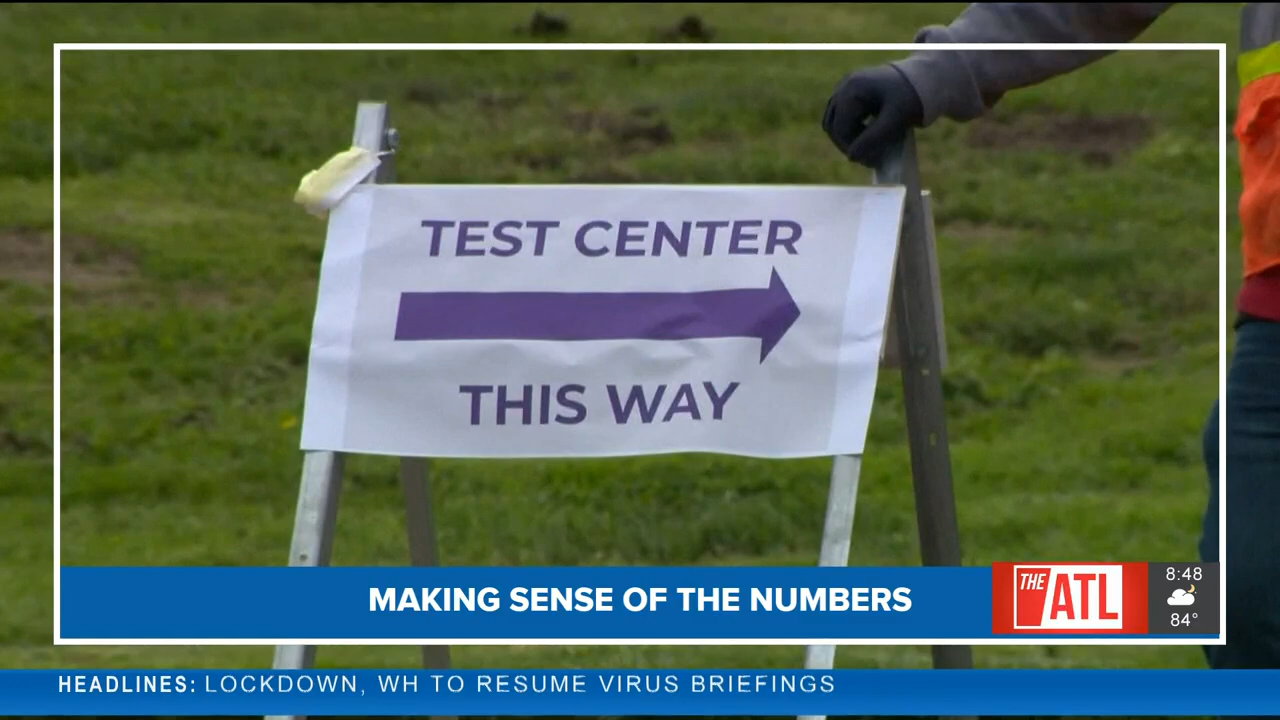 TEST CENTER
THIS WAY
MAKING SENSE OF THE NUMBERS
THE ATL
8:48
84°
HEADLINES: LOCKDOWN, WH TO RESUME VIRUS BRIEFINGS